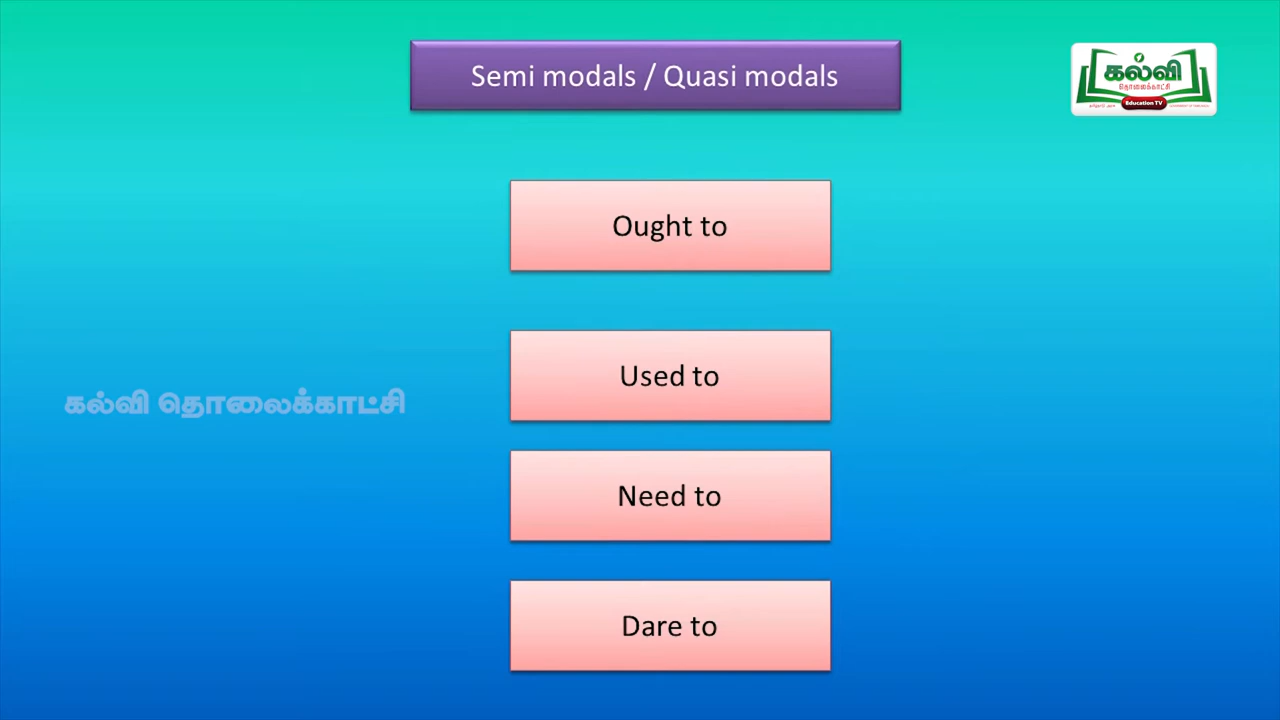 Semi modals / Quasi modals
கல்வி
தொலைக்காட்சி
Education TV
Ought to
Used to
கல்வி தொலைக்காட்சி
Need to
Dare to